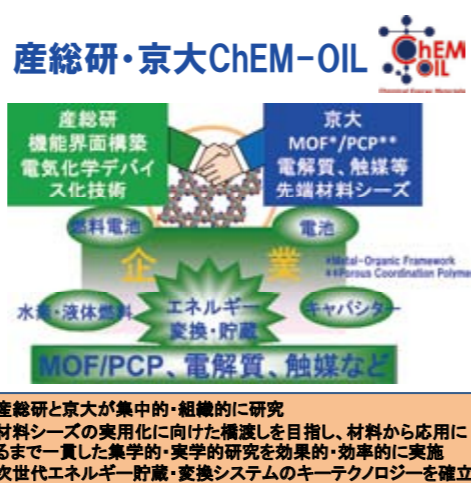 産総研・京大ChEM-OIL
ChEM
OIL
Chemical Energy Materials
産総研
機能界面構築
電気化学デバイ
ス化技術
京大
MOF*/PCP**
電解質、触媒等
先端材料シーズ
燃料電池
電池
企 業
*Metal-Organic Framework
**Porous Coordination Polymer
水素・液体燃料
エネルギー
変換・貯蔵
キャパシター
MOF/PCP、電解質、触媒など
産総研と京大が集中的・組織的に研究
材料シーズの実用化に向けた橋渡しを目指し、材料から応用に
るまで一貫した集学的・実学的研究を効果的・効率的に実施
次世代エネルギー貯蔵・変換システムのキーテクノロジーを確立